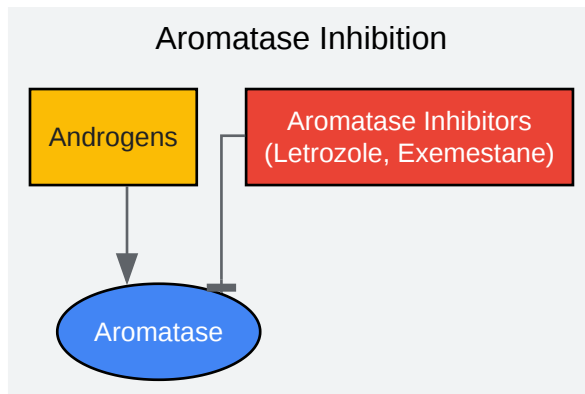 Aromatase Inhibition
Androgens
Aromatase Inhibitors
(Letrozole, Exemestane)
Aromatase